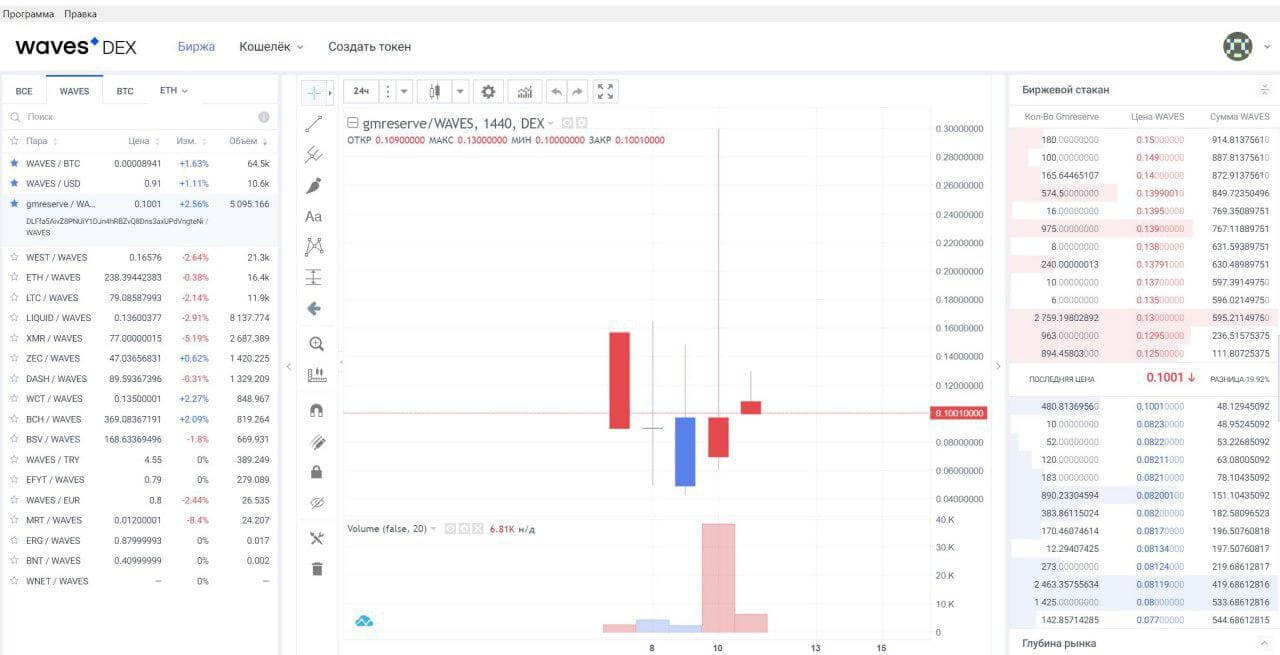 Программа Правка
waves DEX Биржа Кошелёк Создать токен
ВСЕ WAVES BTC ETH
Поиск
Пара Цена Изм. Объём
WAVES / BTC 0.00008941 +1.63% 64.5k
WAVES / USD 0.91 +1.11% 10.6k
gmreserve / WA... 0.1001 +2.56% 5 095.166
WAVES
WEST / WAVES 0.16576 -2.64% 21.3k
ETH / WAVES 238.39442383 -0.38% 16.4k
LTC / WAVES 79.08587993 -2.14% 11.9k
LIQUID / WAVES 0.13600377 -2.91% 8 137.774
XMR / WAVES 77.00000015 -5.19% 2 687.389
ZEC / WAVES 47.03656831 +0.62% 1 420.225
DASH / WAVES 89.59367396 -0.31% 1 329.209
WCT / WAVES 0.13500001 +2.27% 848.967
BCH / WAVES 369.08367191 +2.09% 819.264
BSV / WAVES 168.63369496 -1.8% 669.931
WAVES / TRY 4.55 0% 389.249
EFYT / WAVES 0.79 0% 279.089
WAVES / EUR 0.8 -2.44% 26.535
MRT / WAVES 0.01200001 -8.4% 24.207
ERG / WAVES 0.87999993 0% 0.017
BNT / WAVES 0.40999999 0% 0.002
WNET / WAVES — 0% —
24ч
gmreserve/WAVES, 1440, DEX
ОТКР 0.10900000 МАКС 0.13000000 МИН 0.10000000 ЗАКР 0.10010000
Aa
0.30000000
0.28000000
0.26000000
0.24000000
0.22000000
0.20000000
0.18000000
0.16000000
0.14000000
0.12000000
0.10010000
0.08000000
0.06000000
0.04000000
Volume (false, 20) 6.81K н/д
40.K
30.K
20.K
10.K
0
8 10 13 15
Биржевой стакан
Кол-Во Gmreserve Цена WAVES Сумма WAVES
180.00000000 0.15000000 914.81375610
100.00000000 0.14900000 887.81375610
165.64465107 0.14000000 872.91375610
574.50000000 0.13990010 849.72350496
16.00000000 0.13950000 769.35089751
975.00000000 0.13900000 767.11889751
8.00000000 0.13800000 631.59389751
240.00000013 0.13791000 630.48989751
10.00000000 0.13700000 597.39149750
6.00000000 0.13500000 596.02149750
2 759.19802892 0.13000000 595.21149750
963.00000000 0.12950000 236.51575375
894.45803000 0.12500000 111.80725375
ПОСЛЕДНЯЯ ЦЕНА 0.1001 ↓ РАЗНИЦА 19.92%
480.81369560 0.10010000 48.12945092
10.00000000 0.08230000 48.95245092
52.00000000 0.08220000 53.22685092
120.00000000 0.08211000 63.08005092
183.00000000 0.08210000 78.10435092
890.23304594 0.08200100 151.10435092
383.86115024 0.08200000 182.58096523
170.46074614 0.08170000 196.50760818
12.29407425 0.08134000 197.50760817
273.00000000 0.08124000 219.68612817
2 463.35755634 0.08119000 419.68612816
1 425.00000000 0.08000000 533.68612816
142.85714285 0.07700000 544.68612815
Глубина рынка